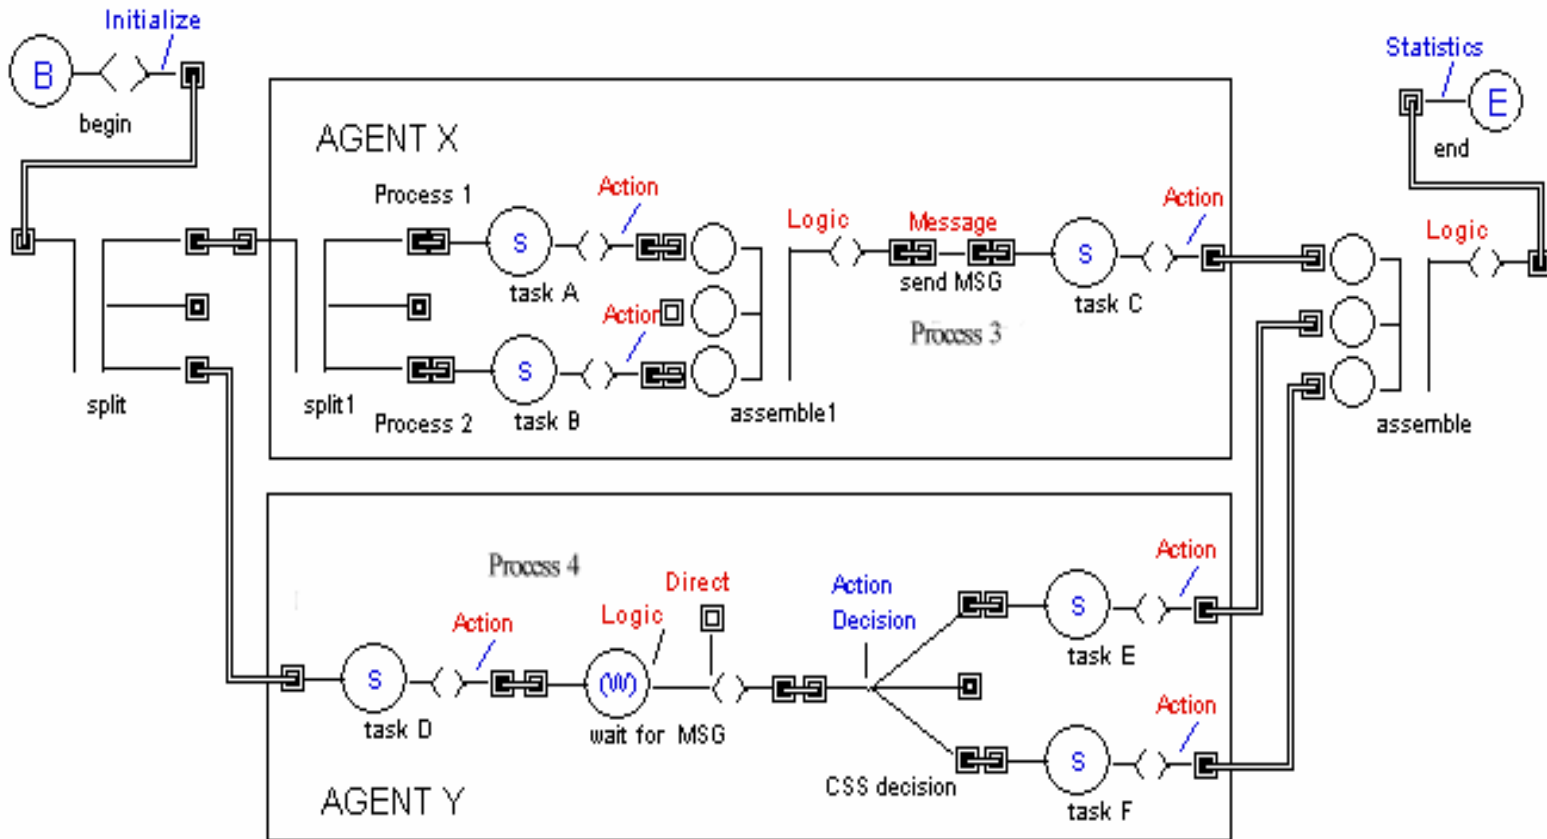 Initialize
B
begin
Statistics
E
end
AGENT X
Process 1
Action
S
task A
Logic
Message
send MSG
Action
S
task C
Logic
Process 3
Action
S
task B
split
split1
Process 2
assemble1
assemble
Process 4
Direct
Logic
Action
S
task D
(W)
wait for MSG
Action
Decision
Action
S
task E
Action
S
task F
CSS decision
AGENT Y